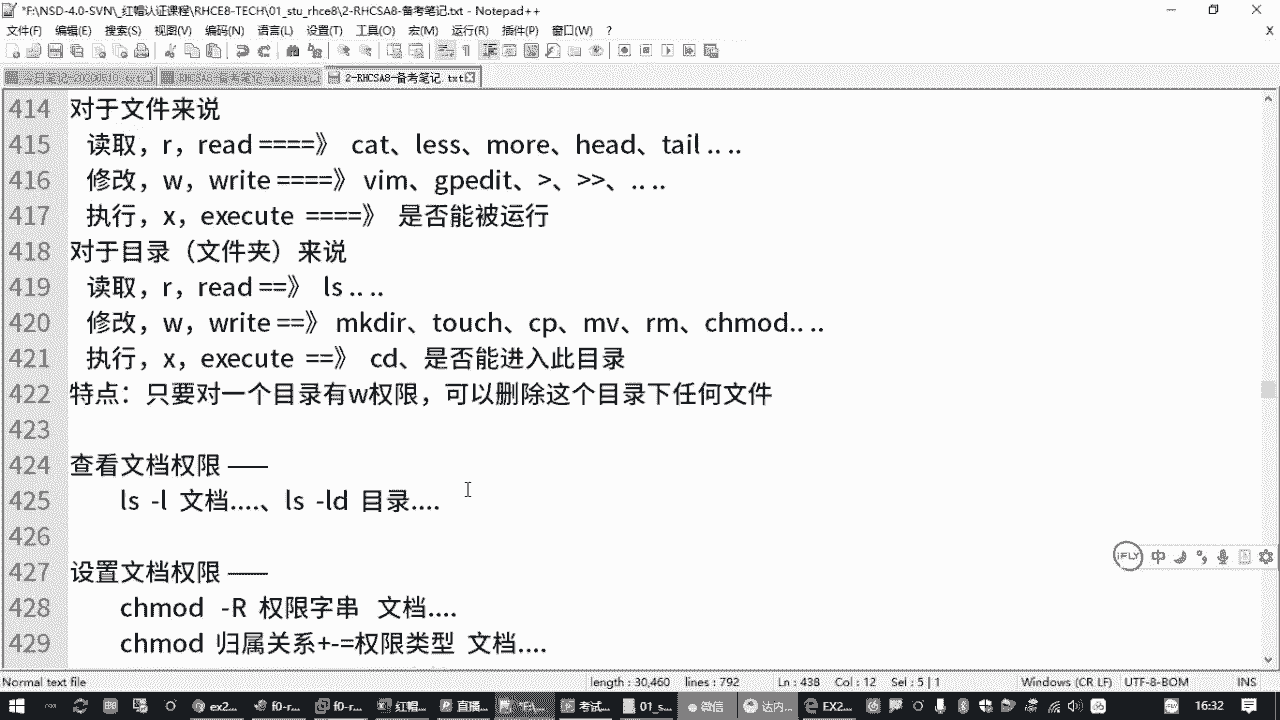 *F:\NSD-4.0-SVN\_红帽认证课程\RHCE8-TECH\01_stu_rhce8\2-RHCSA8-备考笔记.txt - Notepad++
文件(F) 编辑(E) 搜索(S) 视图(V) 编码(N) 语言(L) 设置(T) 工具(O) 宏(M) 运行(R) 插件(P) 窗口(W) ?
2-RHCSA8-备考笔记.txt
414 对于文件来说
415 读取，r，read ====》 cat、less、more、head、tail .. ..
416 修改，w，write ====》 vim、gpedit、>、>>、.. ..
417 执行，x，execute ====》 是否能被运行
418 对于目录（文件夹）来说
419 读取，r，read ==》 ls .. ..
420 修改，w，write ==》 mkdir、touch、cp、mv、rm、chmod.. ..
421 执行，x，execute ==》 cd、是否能进入此目录
422 特点：只要对一个目录有w权限，可以删除这个目录下任何文件
423
424 查看文档权限 ——
425 ls -l 文档....、ls -ld 目录....
426
427 设置文档权限 ——
428 chmod -R 权限字串 文档....
429 chmod 归属关系+-=权限类型 文档....
iFLY 中
Normal text file length : 30,460 lines : 792 Ln : 438 Col : 12 Sel : 5 | 1 Windows (CR LF) UTF-8-BOM INS
ex2... f0-r... f0-r... 红帽... 直播... 考试... 01_s... 微信 达内... EX2... 16:32